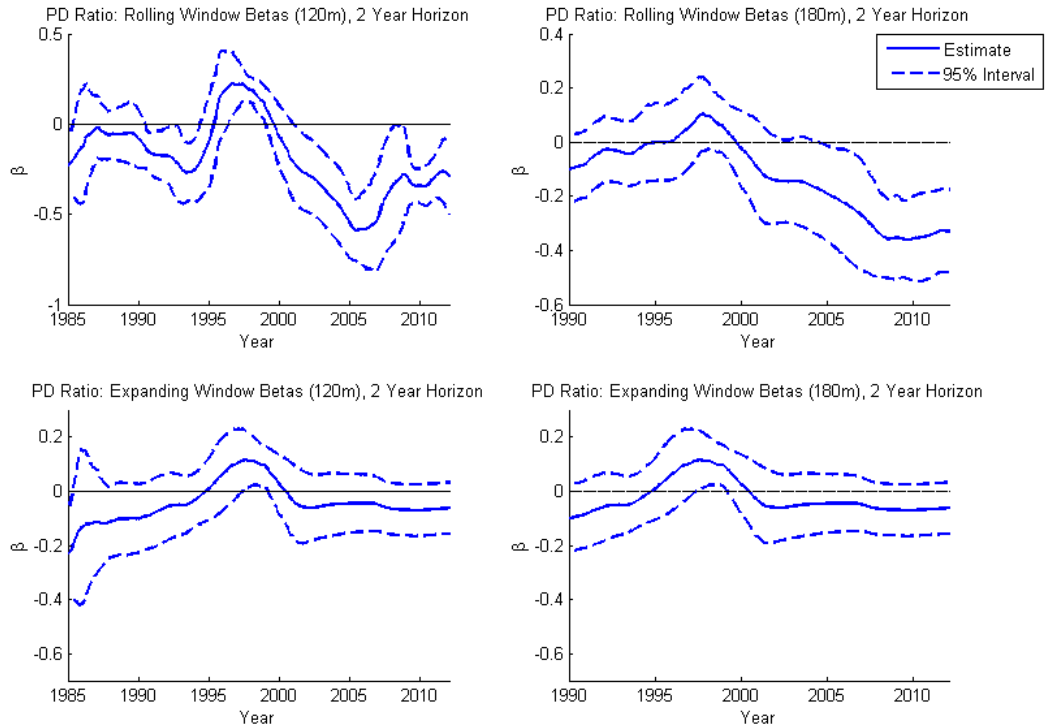 PD Ratio: Rolling Window Betas (120m), 2 Year Horizon
0.5
0
-0.5
-1
β
1985 1990 1995 2000 2005 2010
Year
PD Ratio: Rolling Window Betas (180m), 2 Year Horizon
0.4
0.2
0
-0.2
-0.4
-0.6
β
1990 1995 2000 2005 2010
Year
Estimate
95% Interval
PD Ratio: Expanding Window Betas (120m), 2 Year Horizon
0.2
0
-0.2
-0.4
-0.6
β
1985 1990 1995 2000 2005 2010
Year
PD Ratio: Expanding Window Betas (180m), 2 Year Horizon
0.2
0
-0.2
-0.4
-0.6
β
1990 1995 2000 2005 2010
Year